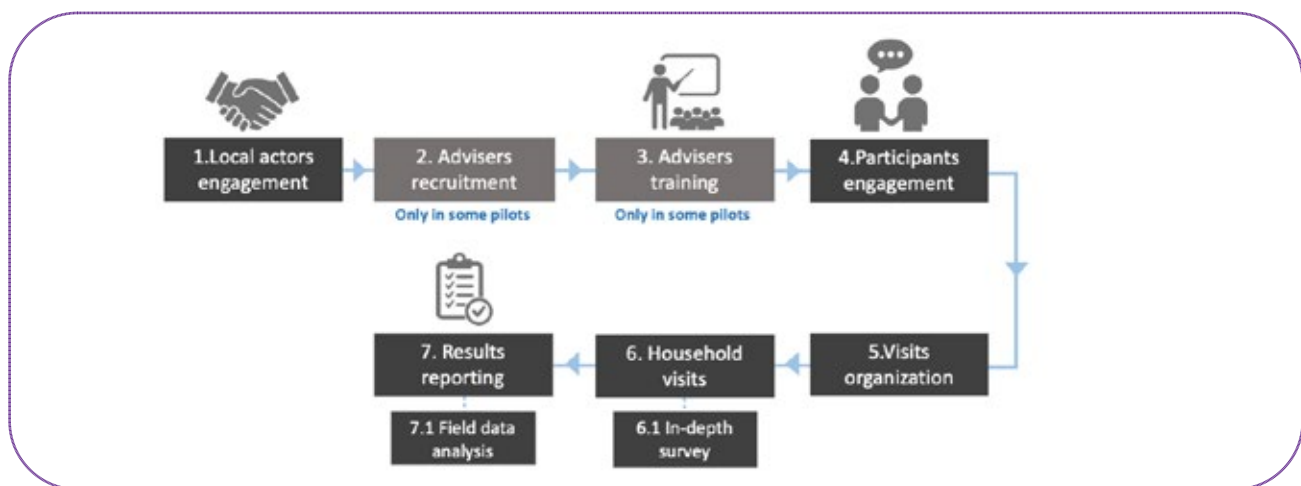 1.Local actors
engagement
2. Advisers
recruitment
Only in some pilots
3. Advisers
training
Only in some pilots
4.Participants
engagement
5.Visits
organization
6. Household
visits
6.1 In-depth
survey
7. Results
reporting
7.1 Field data
analysis